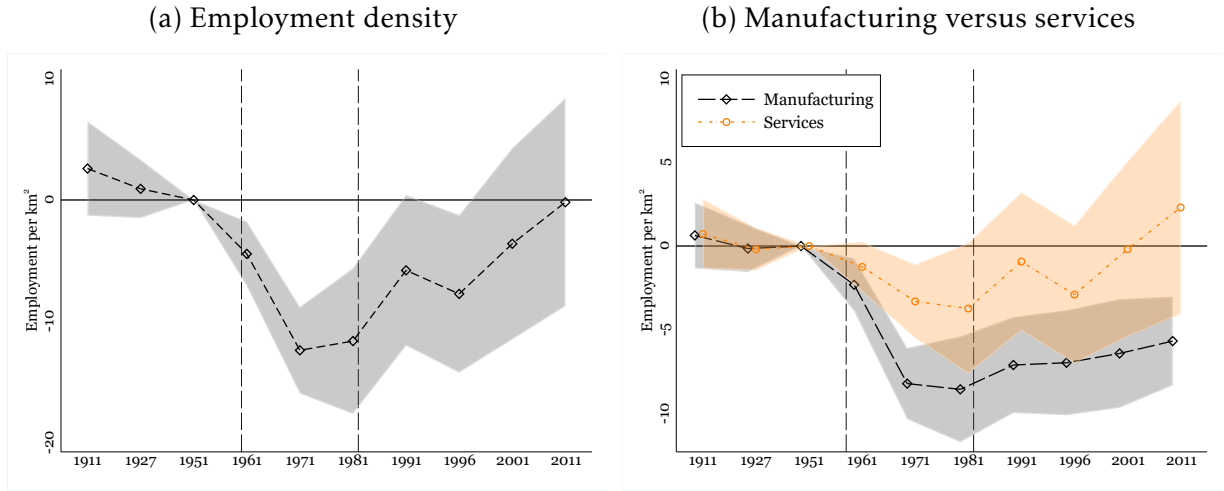 (a) Employment density
Employment per km²
10
0
-10
-20
1911 1927 1951 1961 1971 1981 1991 1996 2001 2011
(b) Manufacturing versus services
Employment per km²
10
5
0
-5
-10
Manufacturing
Services
1911 1927 1951 1961 1971 1981 1991 1996 2001 2011